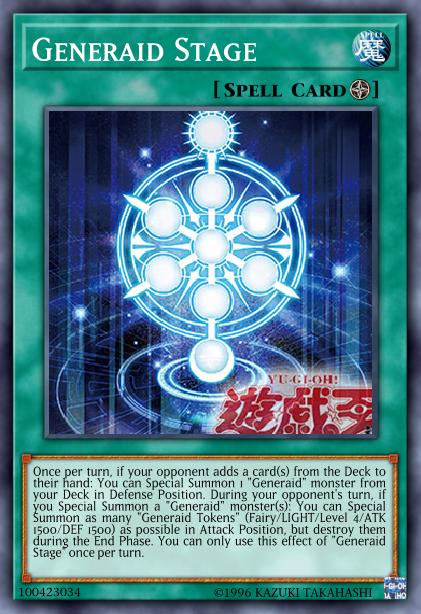 GENERAID STAGE
SPELL
魔
[SPELL CARD]
YU-GI-OH!
遊戯王
Once per turn, if your opponent adds a card(s) from the Deck to
their hand: You can Special Summon 1 "Generaid" monster from
your Deck in Defense Position. During your opponent's turn, if
you Special Summon a "Generaid" monster(s): You can Special
Summon as many "Generaid Tokens" (Fairy/LIGHT/Level 4/ATK
1500/DEF 1500) as possible in Attack Position, but destroy them
during the End Phase. You can only use this effect of "Generaid
Stage" once per turn.
100423034
©1996 KAZUKI TAKAHASHI